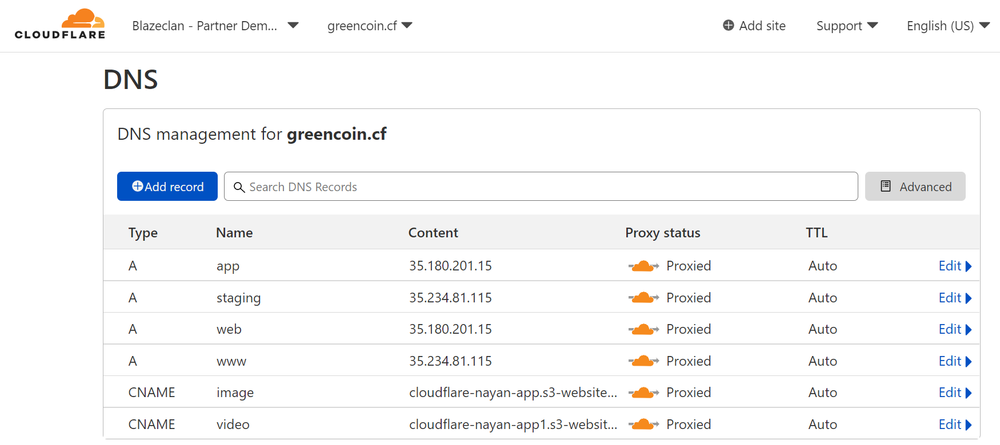 CLOUDFLARE Blazeclan - Partner Dem... greencoin.cf Add site Support English (US)
DNS
DNS management for greencoin.cf
Add record Search DNS Records Advanced
Type Name Content Proxy status TTL
A app 35.180.201.15 Proxied Auto Edit
A staging 35.234.81.115 Proxied Auto Edit
A web 35.180.201.15 Proxied Auto Edit
A www 35.234.81.115 Proxied Auto Edit
CNAME image cloudflare-nayan-app.s3-website... Proxied Auto Edit
CNAME video cloudflare-nayan-app1.s3-websit... Proxied Auto Edit